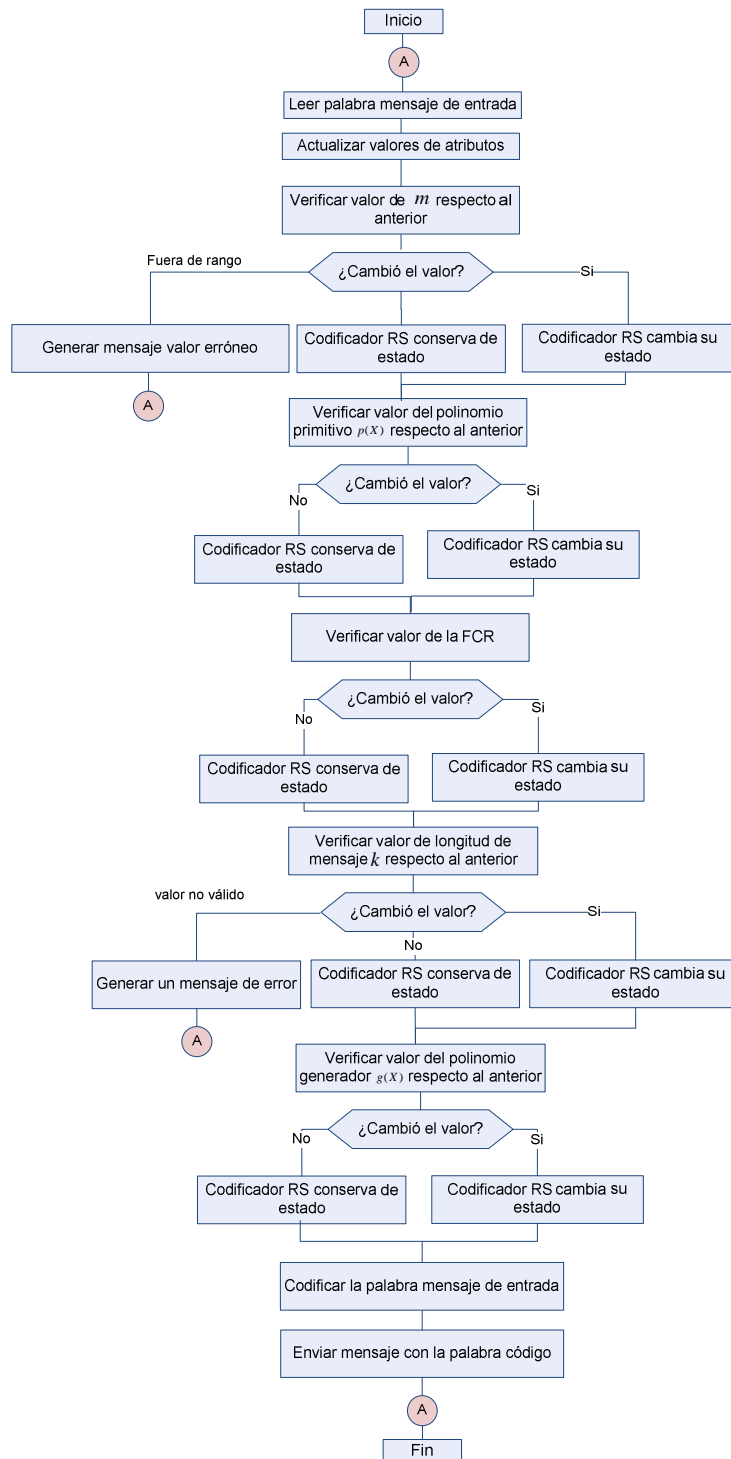 Inicio
A
Leer palabra mensaje de entrada
Actualizar valores de atributos
Verificar valor de m respecto al
anterior
Fuera de rango
¿Cambió el valor?
Si
Generar mensaje valor erróneo
Codificador RS conserva de
estado
Codificador RS cambia su
estado
A
Verificar valor del polinomio
primitivo p(X) respecto al anterior
¿Cambió el valor?
No
Si
Codificador RS conserva de
estado
Codificador RS cambia su
estado
Verificar valor de la FCR
¿Cambió el valor?
No
Si
Codificador RS conserva de
estado
Codificador RS cambia su
estado
Verificar valor de longitud de
mensaje k respecto al anterior
valor no válido
¿Cambió el valor?
Si
No
Generar un mensaje de error
Codificador RS conserva de
estado
Codificador RS cambia su
estado
A
Verificar valor del polinomio
generador g(X) respecto al anterior
¿Cambió el valor?
No
Si
Codificador RS conserva de
estado
Codificador RS cambia su
estado
Codificar la palabra mensaje de entrada
Enviar mensaje con la palabra código
A
Fin